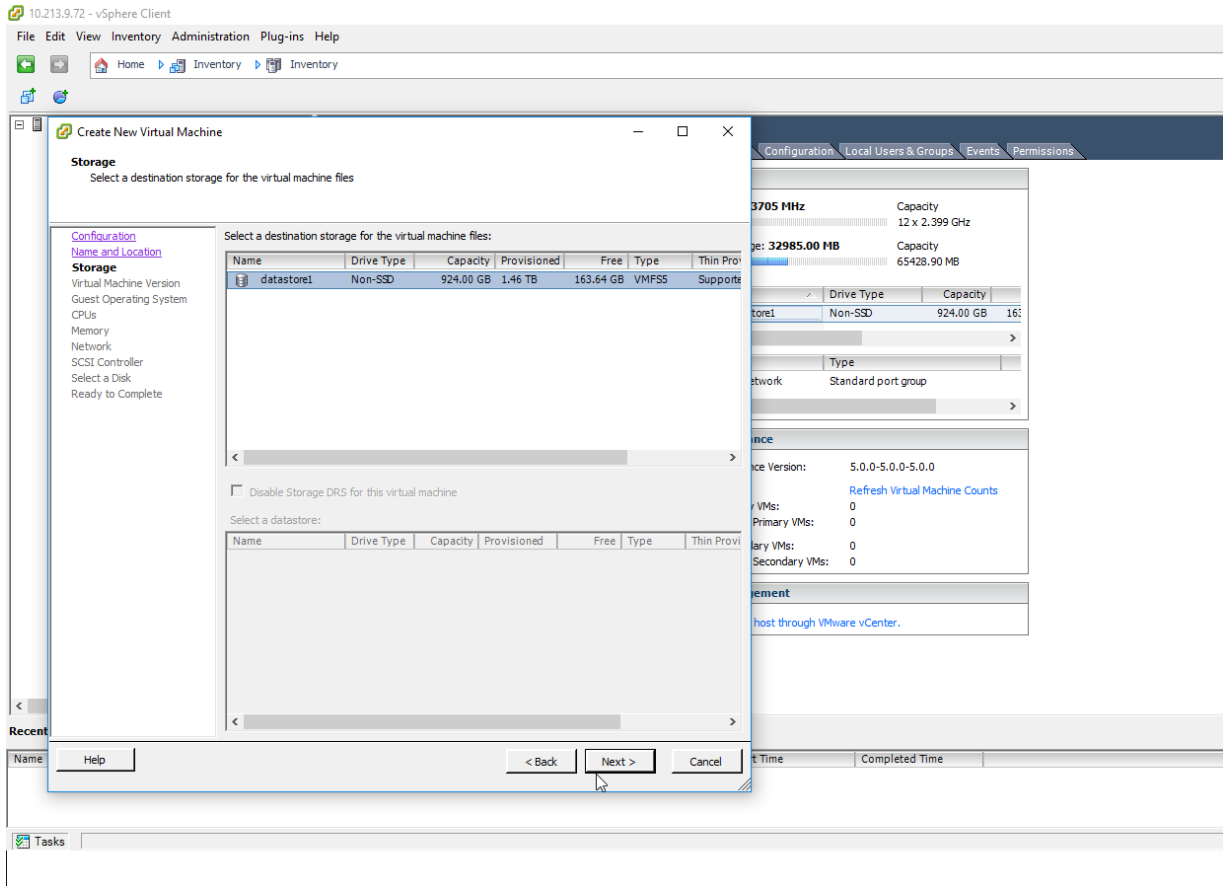 10.213.9.72 - vSphere Client
File Edit View Inventory Administration Plug-ins Help
Home Inventory Inventory
Create New Virtual Machine
Configuration Local Users & Groups Events Permissions
Storage
Select a destination storage for the virtual machine files
Configuration
Name and Location
Storage
Virtual Machine Version
Guest Operating System
CPUs
Memory
Network
SCSI Controller
Select a Disk
Ready to Complete
Select a destination storage for the virtual machine files:
Name Drive Type Capacity Provisioned Free Type Thin Prov
datastore1 Non-SSD 924.00 GB 1.46 TB 163.64 GB VMFS5 Supporte
Disable Storage DRS for this virtual machine
Select a datastore:
Name Drive Type Capacity Provisioned Free Type Thin Provi
Help < Back Next > Cancel
3705 MHz Capacity
12 x 2.399 GHz
ge: 32985.00 MB Capacity
65428.90 MB
Drive Type Capacity
tore1 Non-SSD 924.00 GB 163
Type
etwork Standard port group
ance
nce Version: 5.0.0-5.0.0-5.0.0
Refresh Virtual Machine Counts
y VMs: 0
Primary VMs: 0
dary VMs: 0
Secondary VMs: 0
gement
host through VMware vCenter.
Recent
Name t Time Completed Time
Tasks